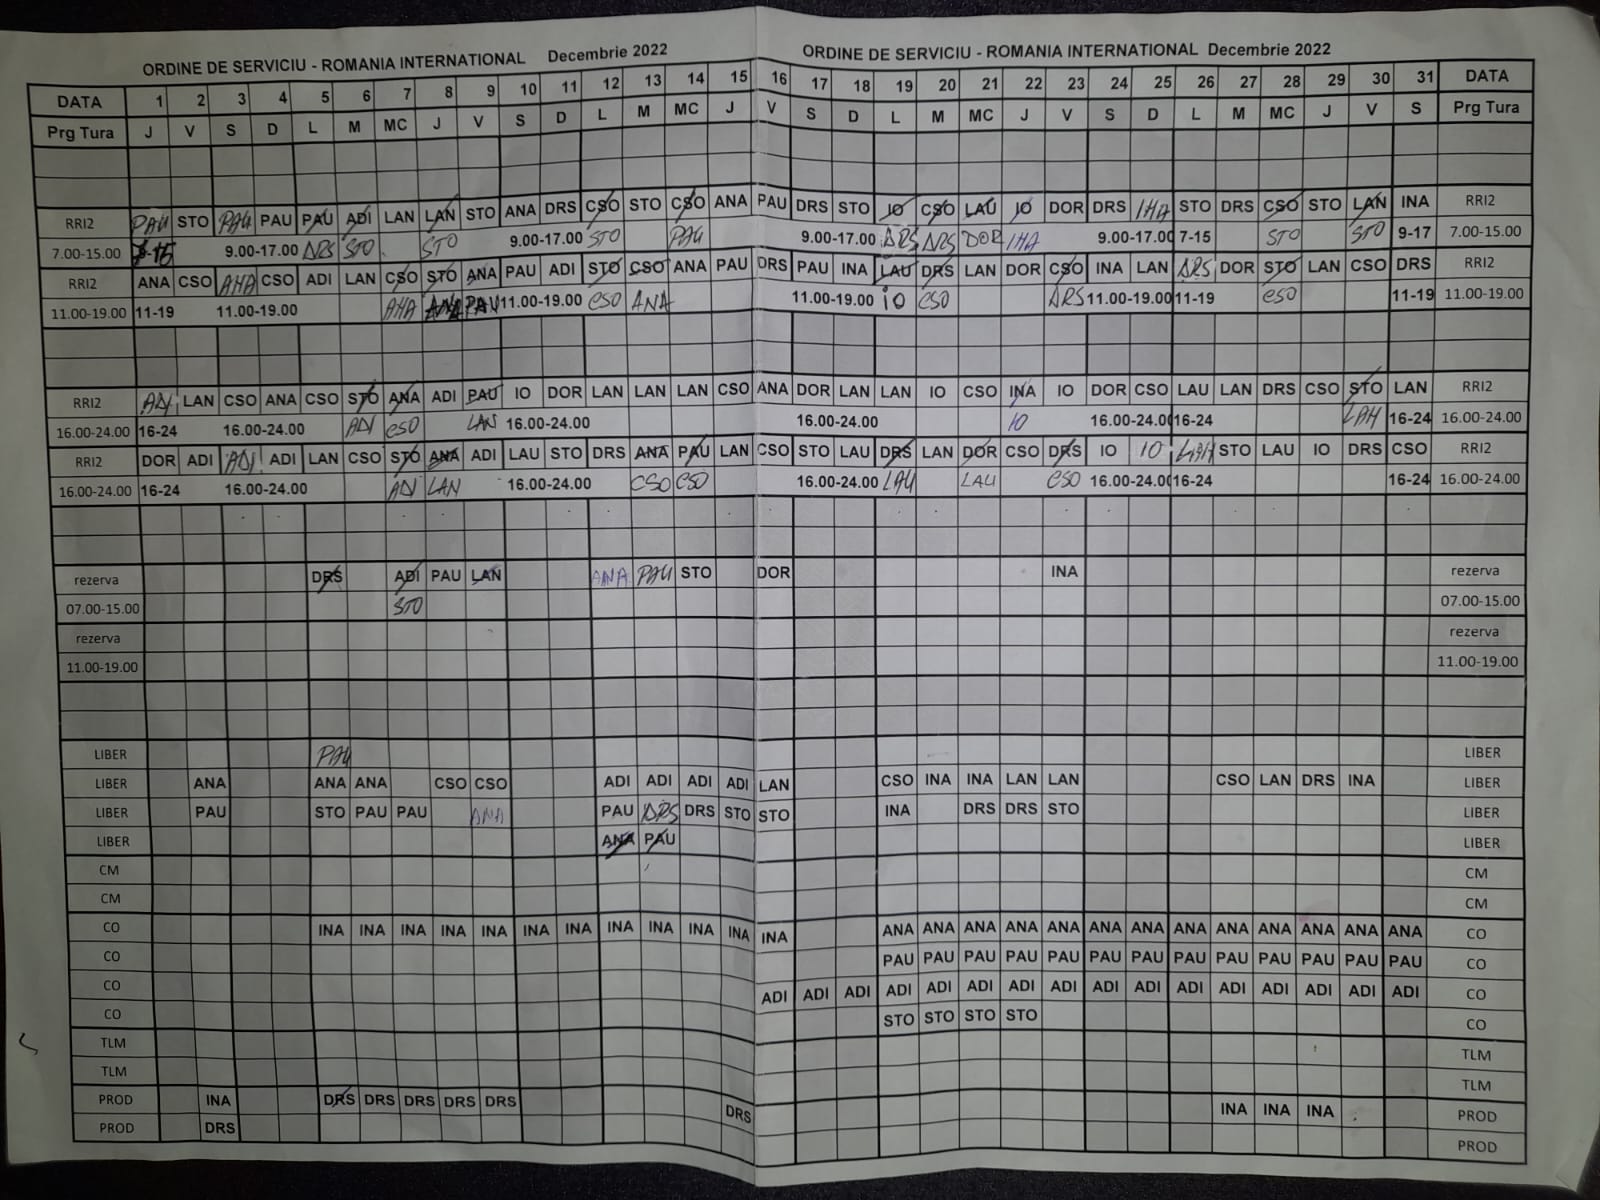 ORDINE DE SERVICIU - ROMANIA INTERNATIONAL Decembrie 2022 ORDINE DE SERVICIU - ROMANIA INTERNATIONAL Decembrie 2022
DATA 1 2 3 4 5 6 7 8 9 10 11 12 13 14 15 16 17 18 19 20 21 22 23 24 25 26 27 28 29 30 31 DATA
Prg Tura J V S D L M MC J V S D L M MC J V S D L M MC J V S D L M MC J V S Prg Tura
RRI2 PAU STO PAU PAU PAU ADI LAN LAN STO ANA DRS CSO STO CSO ANA PAU DRS STO IO CSO LAU IO DOR DRS INA STO DRS CSO STO LAN INA RRI2
7.00-15.00 9.00-17.00 DRS STO STO 9.00-17.00 STO PAU 9.00-17.00 DRS DRS DOR INA 9.00-17.00 7-15 STO STO 9-17 7.00-15.00
RRI2 ANA CSO ANA CSO ADI LAN CSO STO ANA PAU ADI STO CSO ANA PAU DRS PAU INA LAU DRS LAN DOR CSO INA LAN DRS DOR STO LAN CSO DRS RRI2
11.00-19.00 11-19 11.00-19.00 ANA ANA PAU 11.00-19.00 CSO ANA 11.00-19.00 IO CSO DRS 11.00-19.00 11-19 CSO 11-19 11.00-19.00
RRI2 ADI LAN CSO ANA CSO STO ANA ADI PAU IO DOR LAN LAN LAN CSO ANA DOR LAN LAN IO CSO INA IO DOR CSO LAU LAN DRS CSO STO LAN RRI2
16.00-24.00 16-24 16.00-24.00 ADI CSO LAN 16.00-24.00 16.00-24.00 IO 16.00-24.00 16-24 LAN 16-24 16.00-24.00
RRI2 DOR ADI ADI ADI LAN CSO STO ANA ADI LAU STO DRS ANA PAU LAN CSO STO LAU DRS LAN DOR CSO DRS IO IO LAN STO LAU IO DRS CSO RRI2
16.00-24.00 16-24 16.00-24.00 ADI LAN 16.00-24.00 CSO CSO 16.00-24.00 LAU LAU CSO 16.00-24.00 16-24 16-24 16.00-24.00
rezerva DRS ADI PAU LAN ANA PAU STO DOR INA rezerva
07.00-15.00 STO 07.00-15.00
rezerva rezerva
11.00-19.00 11.00-19.00
LIBER PAU LIBER
LIBER ANA ANA ANA CSO CSO ADI ADI ADI ADI LAN CSO INA INA LAN LAN CSO LAN DRS INA LIBER
LIBER PAU STO PAU PAU ANA PAU DRS DRS STO STO INA DRS DRS STO LIBER
LIBER ANA PAU LIBER
CM CM
CM CM
CO INA INA INA INA INA INA INA INA INA INA INA INA ANA ANA ANA ANA ANA ANA ANA ANA ANA ANA ANA ANA ANA CO
CO PAU PAU PAU PAU PAU PAU PAU PAU PAU PAU PAU PAU PAU CO
CO ADI ADI ADI ADI ADI ADI ADI ADI ADI ADI ADI ADI ADI ADI ADI ADI CO
CO STO STO STO STO CO
TLM TLM
TLM TLM
PROD INA DRS DRS DRS DRS DRS DRS INA INA INA PROD
PROD DRS PROD